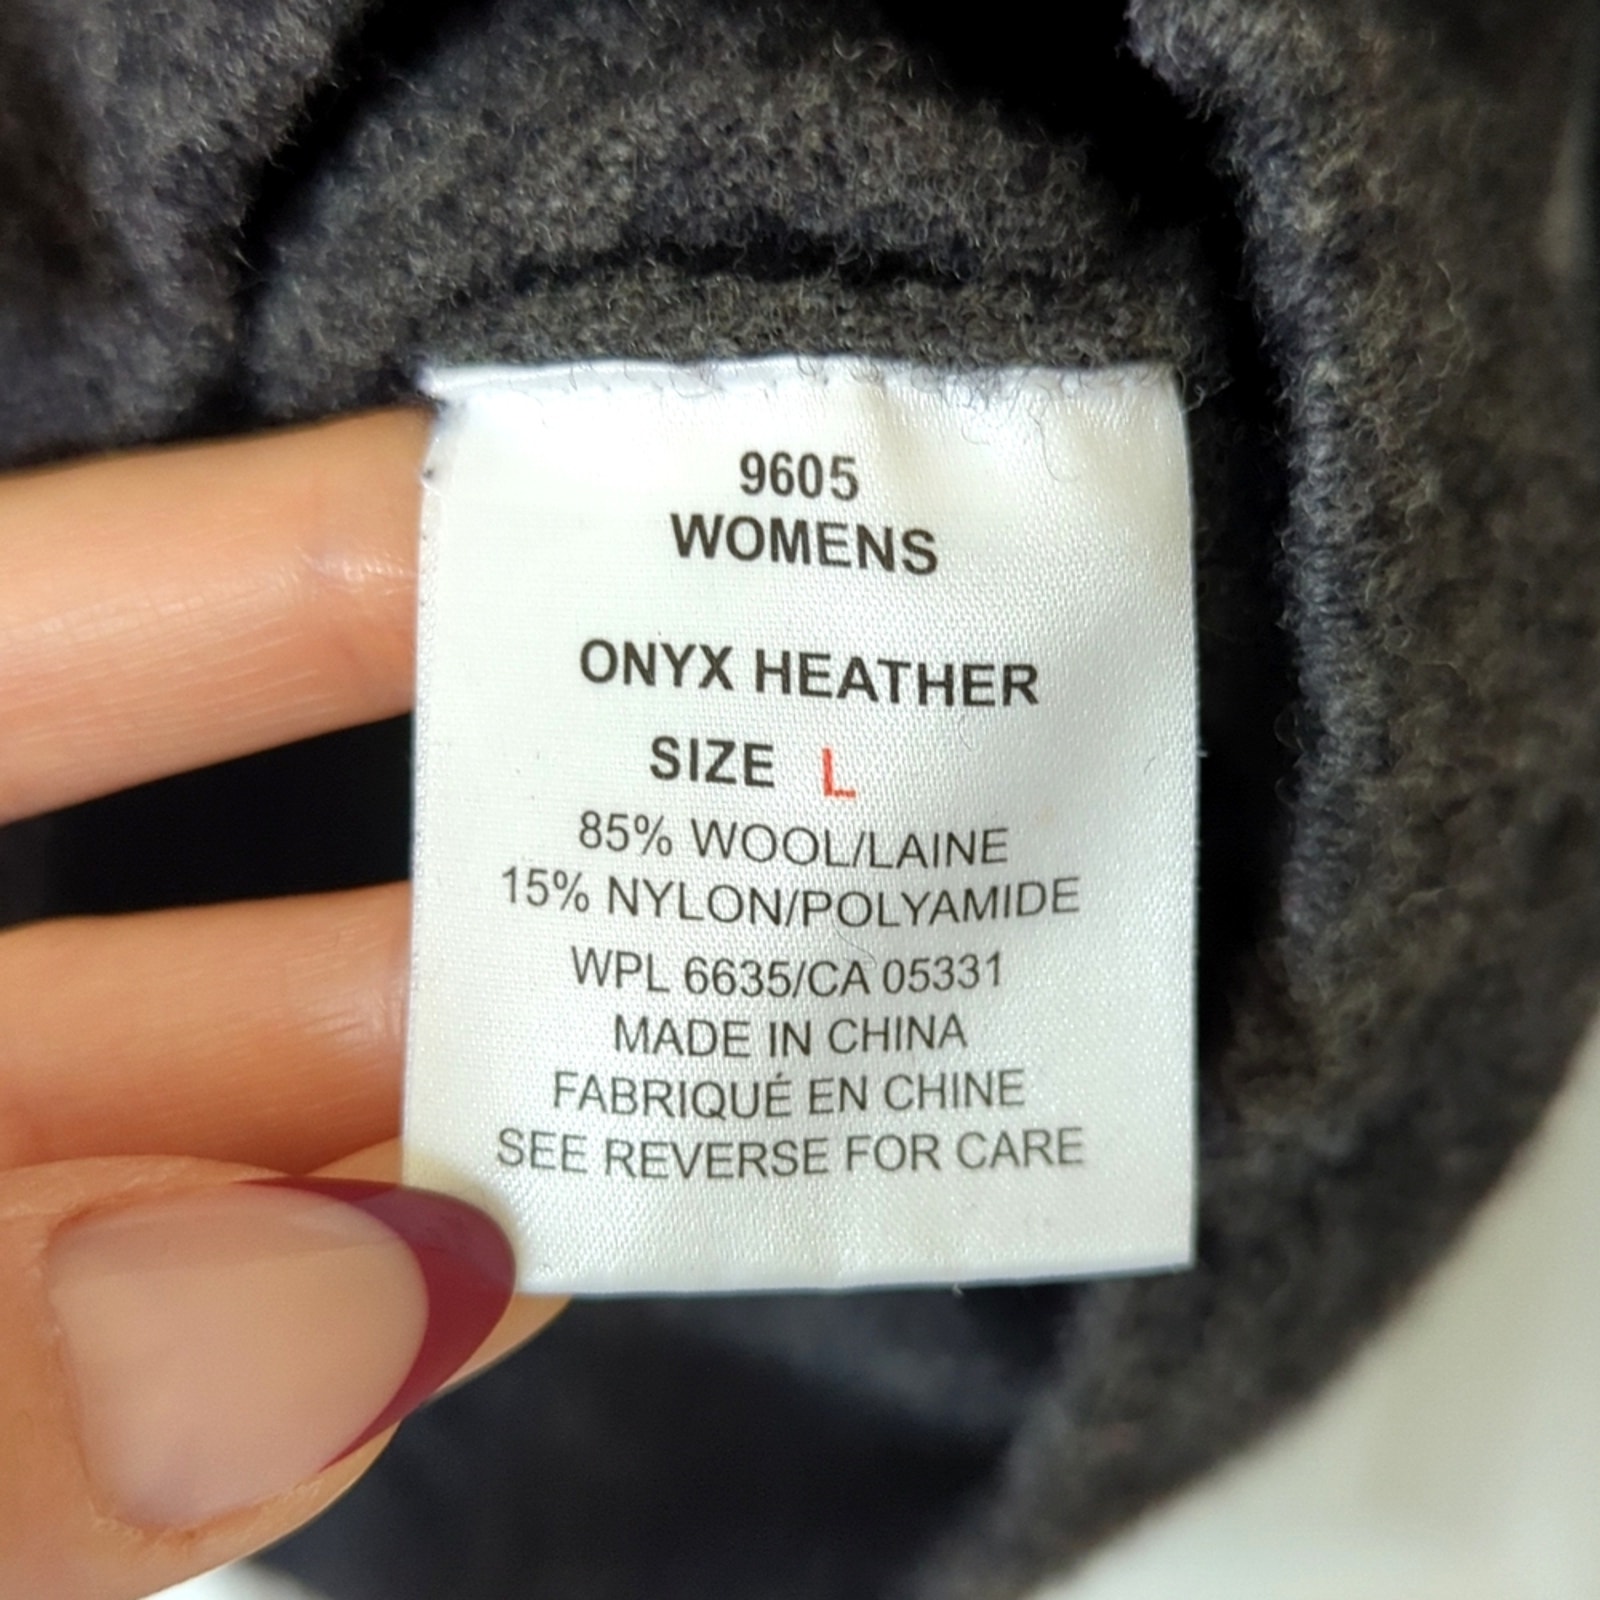 9605
WOMENS
ONYX HEATHER
SIZE L
85% WOOL/LAINE
15% NYLON/POLYAMIDE
WPL 6635/CA 05331
MADE IN CHINA
FABRIQUÉ EN CHINE
SEE REVERSE FOR CARE